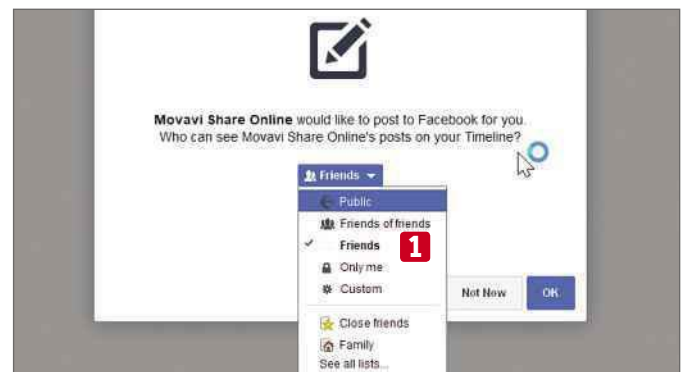 Movavi Share Online would like to post to Facebook for you.
Who can see Movavi Share Online's posts on your Timeline?
Friends
Public
Friends of friends
Friends
1
Only me
Custom
Not Now
OK
Close friends
Family
See all lists...